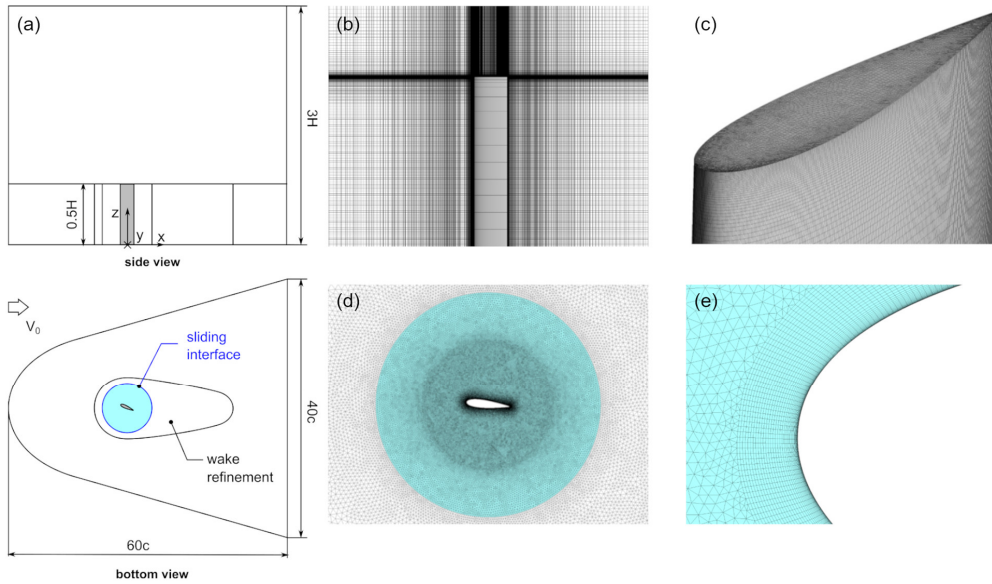 (a)
3H
0.5H
z
y
x
side view
V₀
sliding
interface
wake
refinement
40c
60c
bottom view
(b)
(c)
(d)
(e)